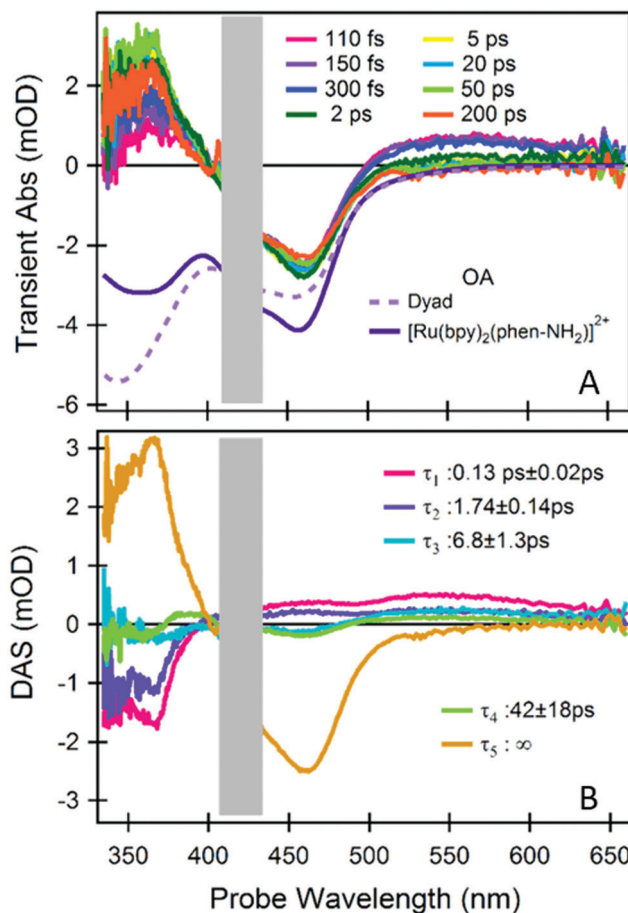 Transient Abs (mOD)
2
0
-2
-4
-6
110 fs
150 fs
300 fs
2 ps
5 ps
20 ps
50 ps
200 ps
OA
Dyad
[Ru(bpy)₂(phen-NH₂)]²⁺
A
DAS (mOD)
3
2
1
0
-1
-2
-3
τ₁ :0.13 ps±0.02ps
τ₂ :1.74±0.14ps
τ₃ :6.8±1.3ps
τ₄ :42±18ps
τ₅ : ∞
B
350 400 450 500 550 600 650
Probe Wavelength (nm)